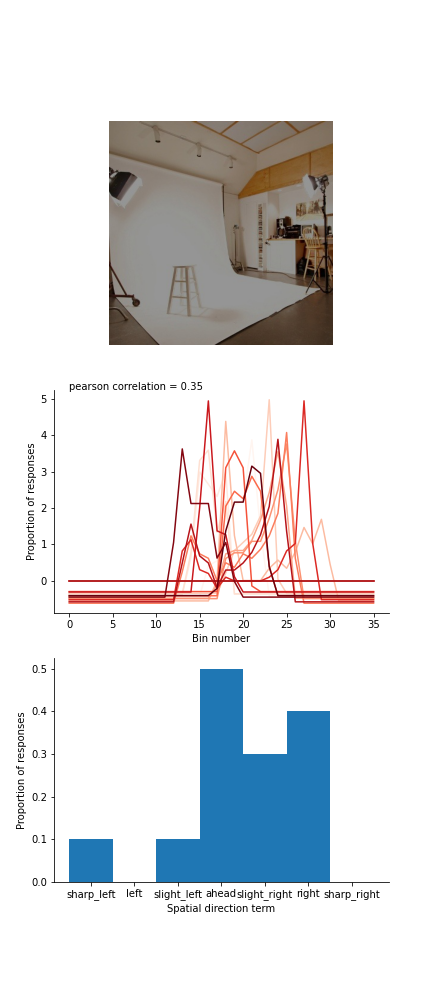 pearson correlation = 0.35
Proportion of responses
5
4
3
2
1
0
0 5 10 15 20 25 30 35
Bin number
Proportion of responses
0.5
0.4
0.3
0.2
0.1
0.0
sharp_left left slight_left ahead slight_right right sharp_right
Spatial direction term